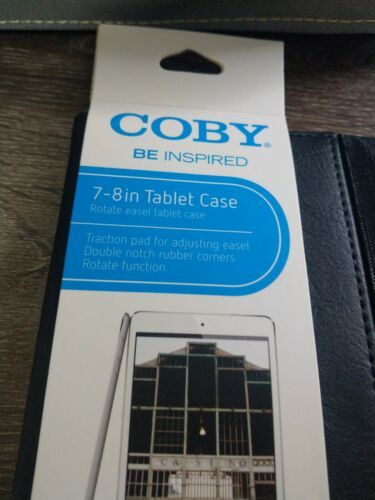 COBY®
BE INSPIRED
7-8in Tablet Case
Rotate easel tablet case
Traction pad for adjusting easel
Double notch rubber corners
Rotate function
CASINO